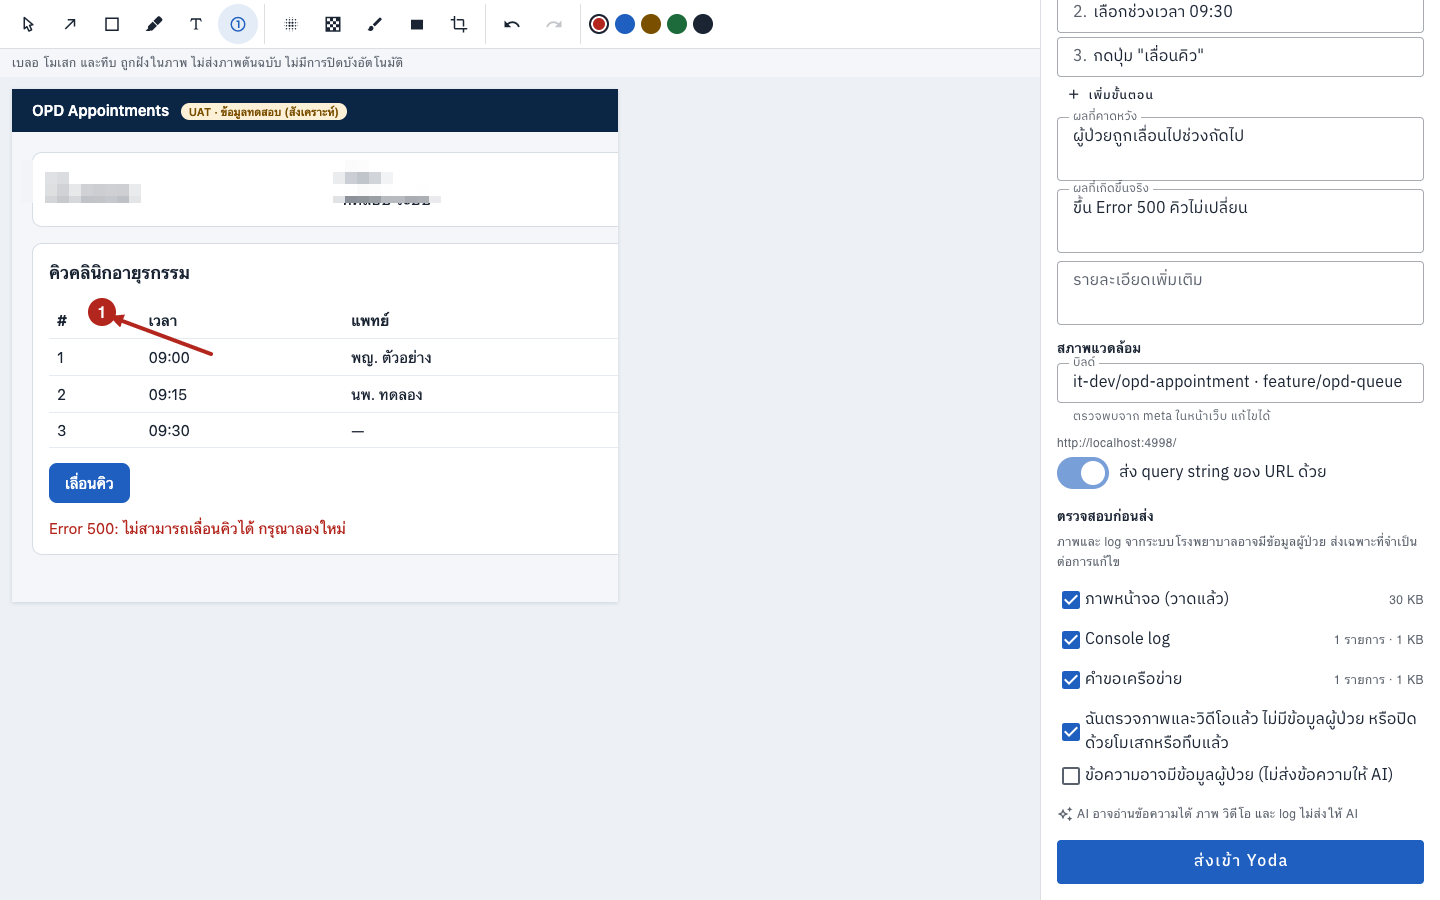 เบลอ โมเสก และทึบ ถูกฝังในภาพ ไม่ส่งภาพต้นฉบับ ไม่มีการปิดบังอัตโนมัติ
OPD Appointments UAT · ข้อมูลทดสอบ (สังเคราะห์)
คิวคลินิกอายุรกรรม
# 1 เวลา แพทย์
1 09:00 พญ. ตัวอย่าง
2 09:15 นพ. ทดลอง
3 09:30 —
เลื่อนคิว
Error 500: ไม่สามารถเลื่อนคิวได้ กรุณาลองใหม่
2. เลือกช่วงเวลา 09:30
3. กดปุ่ม "เลื่อนคิว"
+ เพิ่มขั้นตอน
ผลที่คาดหวัง
ผู้ป่วยถูกเลื่อนไปช่วงถัดไป
ผลที่เกิดขึ้นจริง
ขึ้น Error 500 คิวไม่เปลี่ยน
รายละเอียดเพิ่มเติม
สภาพแวดล้อม
บิลด์
it-dev/opd-appointment · feature/opd-queue
ตรวจพบจาก meta ในหน้าเว็บ แก้ไขได้
http://localhost:4998/
ส่ง query string ของ URL ด้วย
ตรวจสอบก่อนส่ง
ภาพและ log จากระบบโรงพยาบาลอาจมีข้อมูลผู้ป่วย ส่งเฉพาะที่จำเป็น
ต่อการแก้ไข
ภาพหน้าจอ (วาดแล้ว) 30 KB
Console log 1 รายการ · 1 KB
คำขอเครือข่าย 1 รายการ · 1 KB
ฉันตรวจภาพและวิดีโอแล้ว ไม่มีข้อมูลผู้ป่วย หรือปิด
ด้วยโมเสกหรือทึบแล้ว
ข้อความอาจมีข้อมูลผู้ป่วย (ไม่ส่งข้อความให้ AI)
AI อาจอ่านข้อความได้ ภาพ วิดีโอ และ log ไม่ส่งให้ AI
ส่งเข้า Yoda